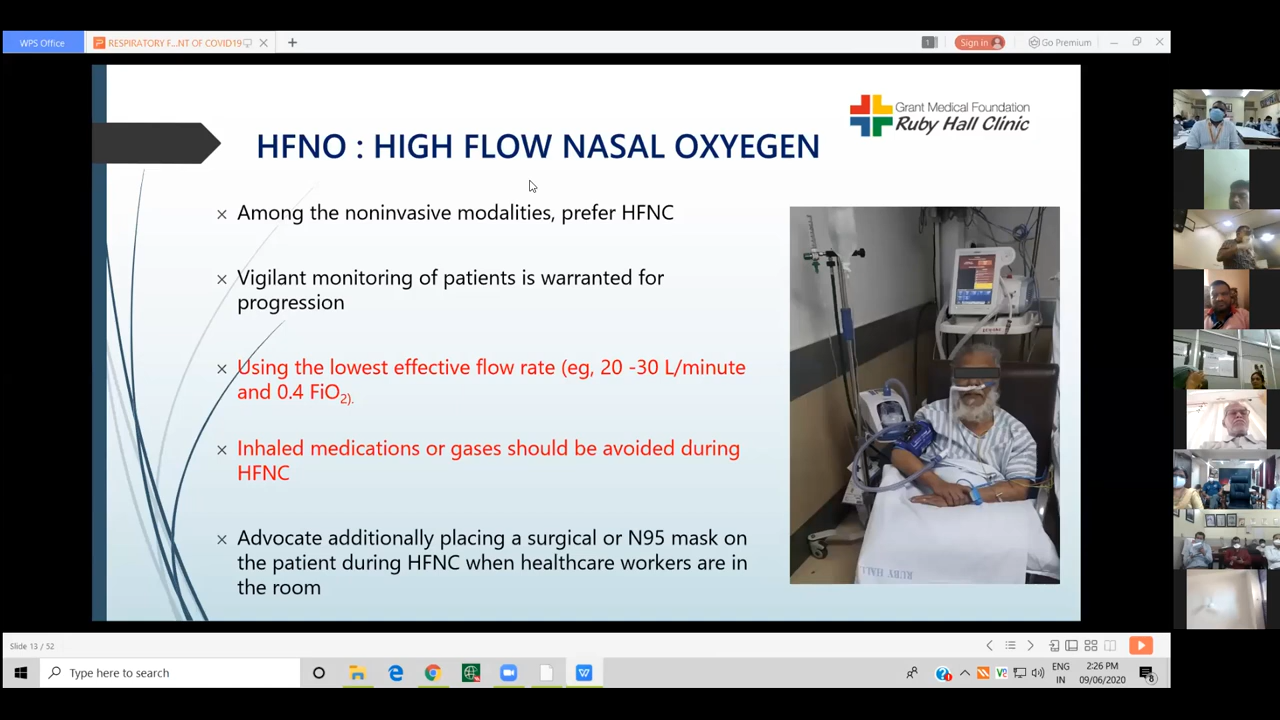 WPS Office
RESPIRATORY F...NT OF COVID19
1
Sign in
Go Premium
Grant Medical Foundation
Ruby Hall Clinic
HFNO : HIGH FLOW NASAL OXYEGEN
Among the noninvasive modalities, prefer HFNC
Vigilant monitoring of patients is warranted for
progression
Using the lowest effective flow rate (eg, 20 -30 L/minute
and 0.4 FiO2).
Inhaled medications or gases should be avoided during
HFNC
Advocate additionally placing a surgical or N95 mask on
the patient during HFNC when healthcare workers are in
the room
RUBY HALL
Slide 13 / 52
Type here to search
ENG
IN
2:26 PM
09/06/2020
8